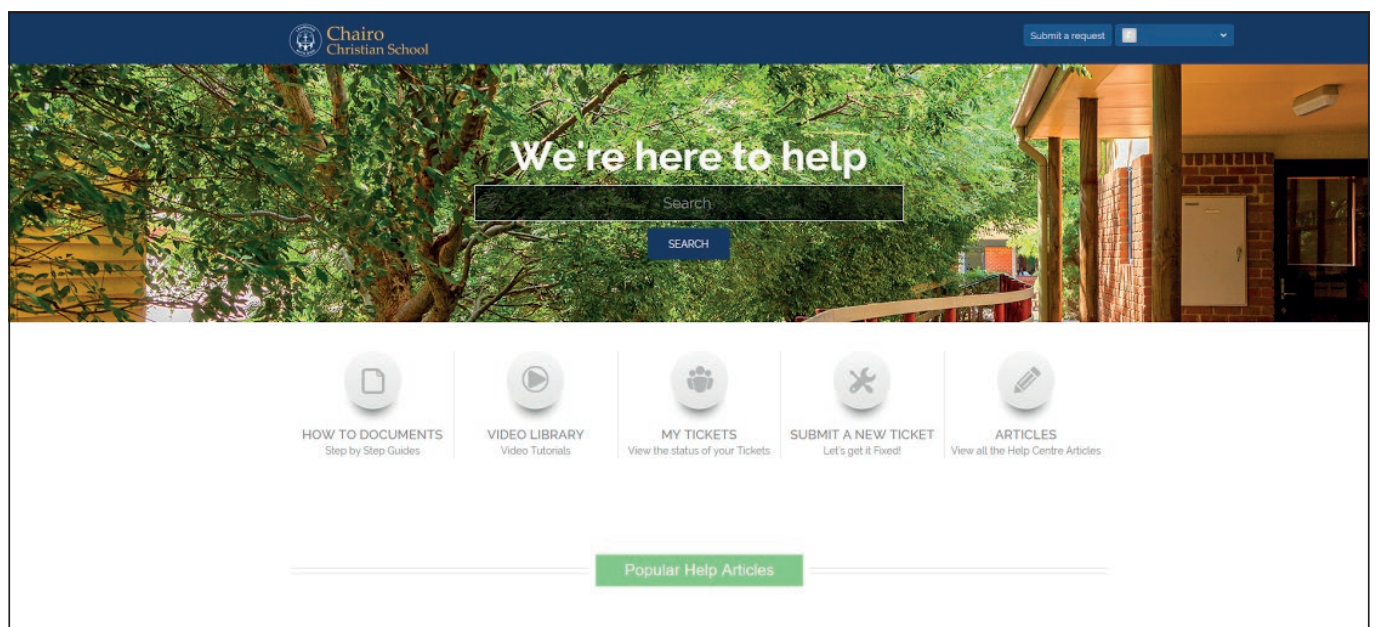 Chairo
Christian School
Submit a request
We're here to help
Search
SEARCH
HOW TO DOCUMENTS
Step by Step Guides
VIDEO LIBRARY
Video Tutorials
MY TICKETS
View the status of your Tickets
SUBMIT A NEW TICKET
Let's get it Fixed!
ARTICLES
View all the Help Centre Articles
Popular Help Articles